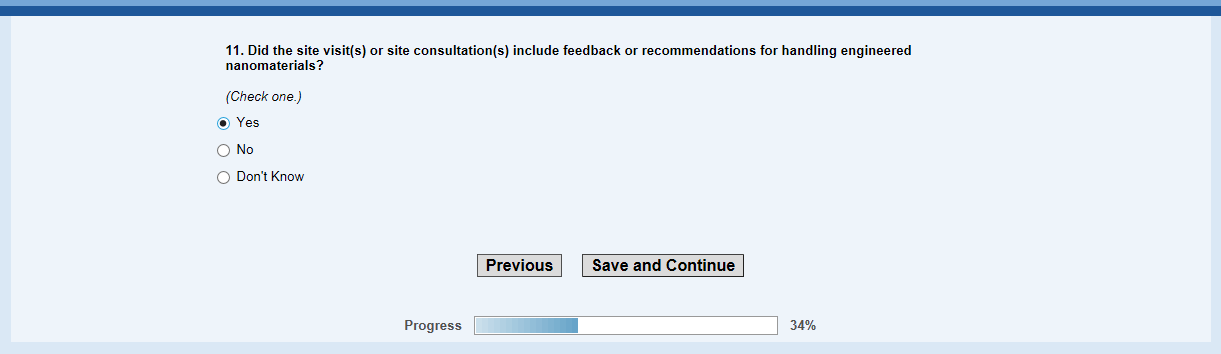 11. Did the site visit(s) or site consultation(s) include feedback or recommendations for handling engineered
nanomaterials?
(Check one.)
Yes
No
Don't Know
Previous Save and Continue
Progress 34%